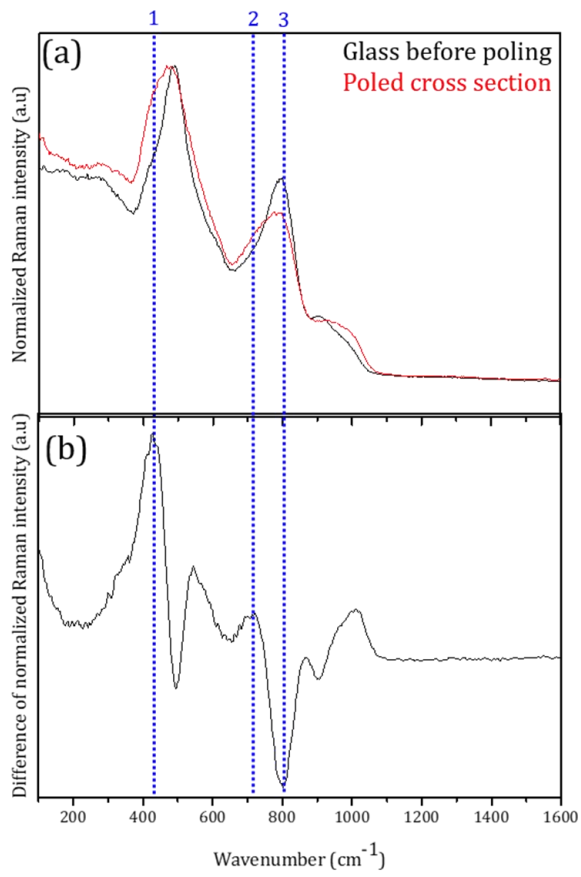 1 2 3
(a)
Glass before poling
Poled cross section
Normalized Raman intensity (a.u)
(b)
Difference of normalized Raman intensity (a.u)
200 400 600 800 1000 1200 1400 1600
Wavenumber (cm-1)